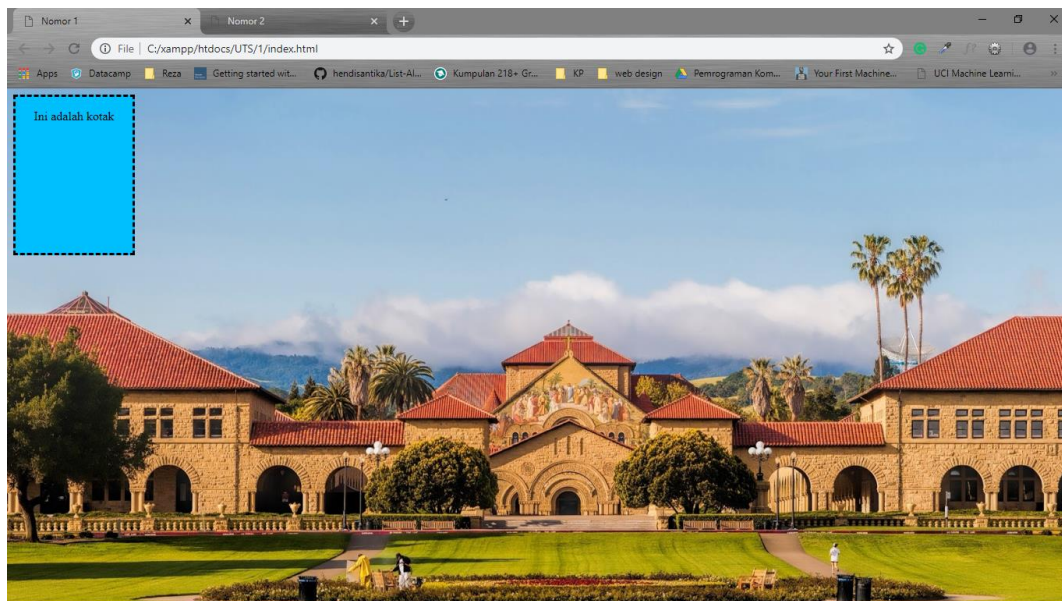 Nomor 1
Nomor 2
File C:/xampp/htdocs/UTS/1/index.html
Apps Datacamp Reza Getting started wit... hendisantika/List-Al... Kumpulan 218+ Gr... KP web design Pemrograman Kom... Your First Machine... UCI Machine Learni...
Ini adalah kotak